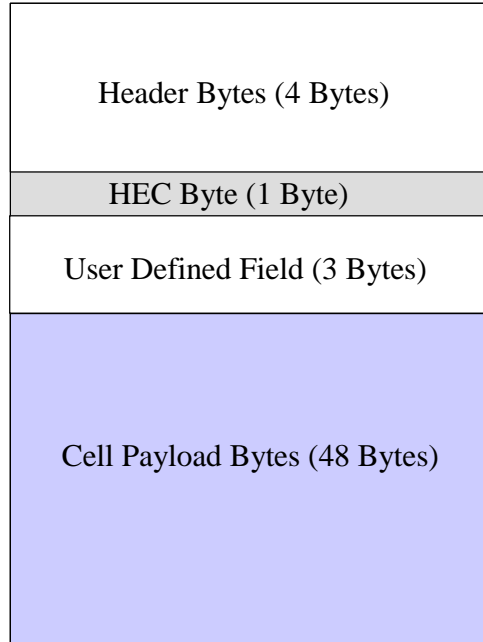 Header Bytes (4 Bytes)
HEC Byte (1 Byte)
User Defined Field (3 Bytes)
Cell Payload Bytes (48 Bytes)